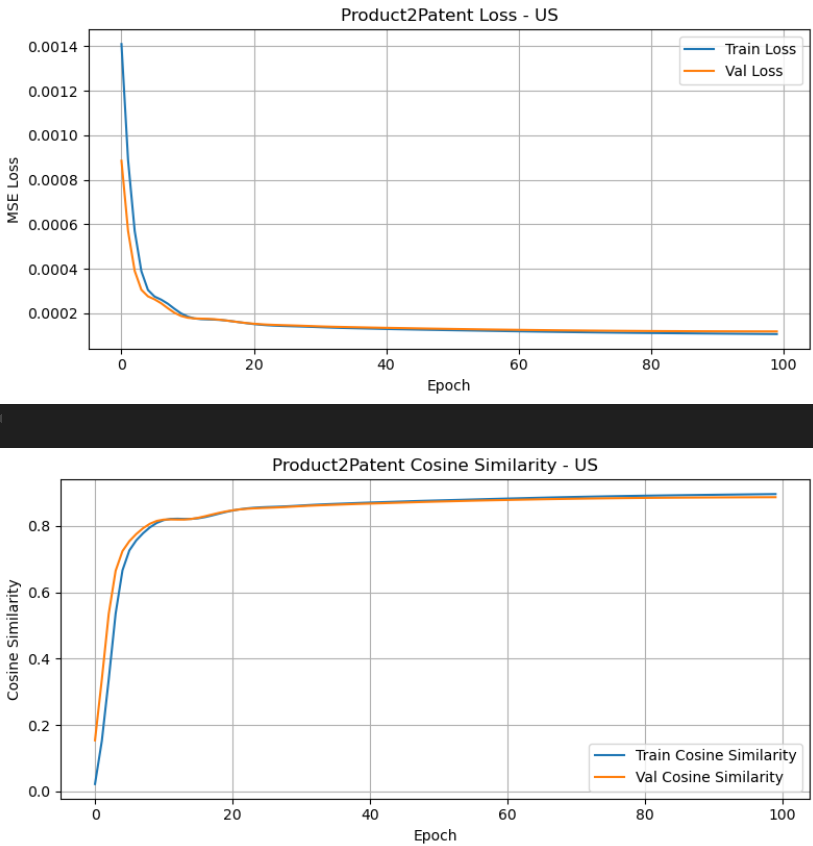 Product2Patent Loss - US
0.0014
0.0012
0.0010
0.0008
0.0006
0.0004
0.0002
MSE Loss
Train Loss
Val Loss
0 20 40 60 80 100
Epoch
Product2Patent Cosine Similarity - US
0.8
0.6
0.4
0.2
0.0
Cosine Similarity
Train Cosine Similarity
Val Cosine Similarity
0 20 40 60 80 100
Epoch